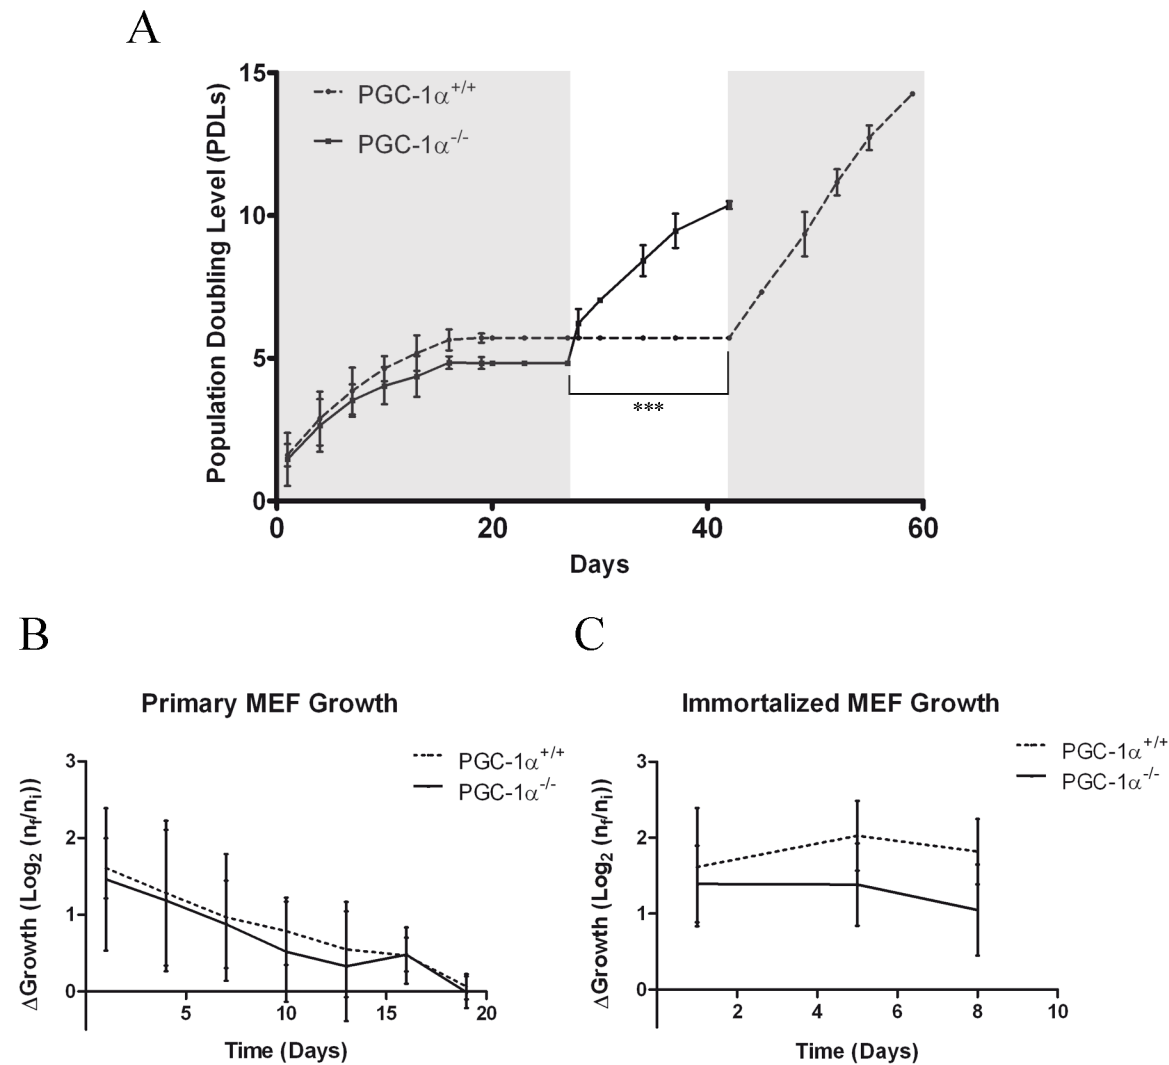 A
15
10
5
0
Population Doubling Level (PDLs)
PGC-1α+/+
PGC-1α-/-
***
0 20 40 60
Days
B
Primary MEF Growth
PGC-1α+/+
PGC-1α-/-
3
2
1
0
ΔGrowth (Log2 (nf/ni))
5 10 15 20
Time (Days)
C
Immortalized MEF Growth
PGC-1α+/+
PGC-1α-/-
3
2
1
0
ΔGrowth (Log2 (nf/ni))
2 4 6 8 10
Time (Days)